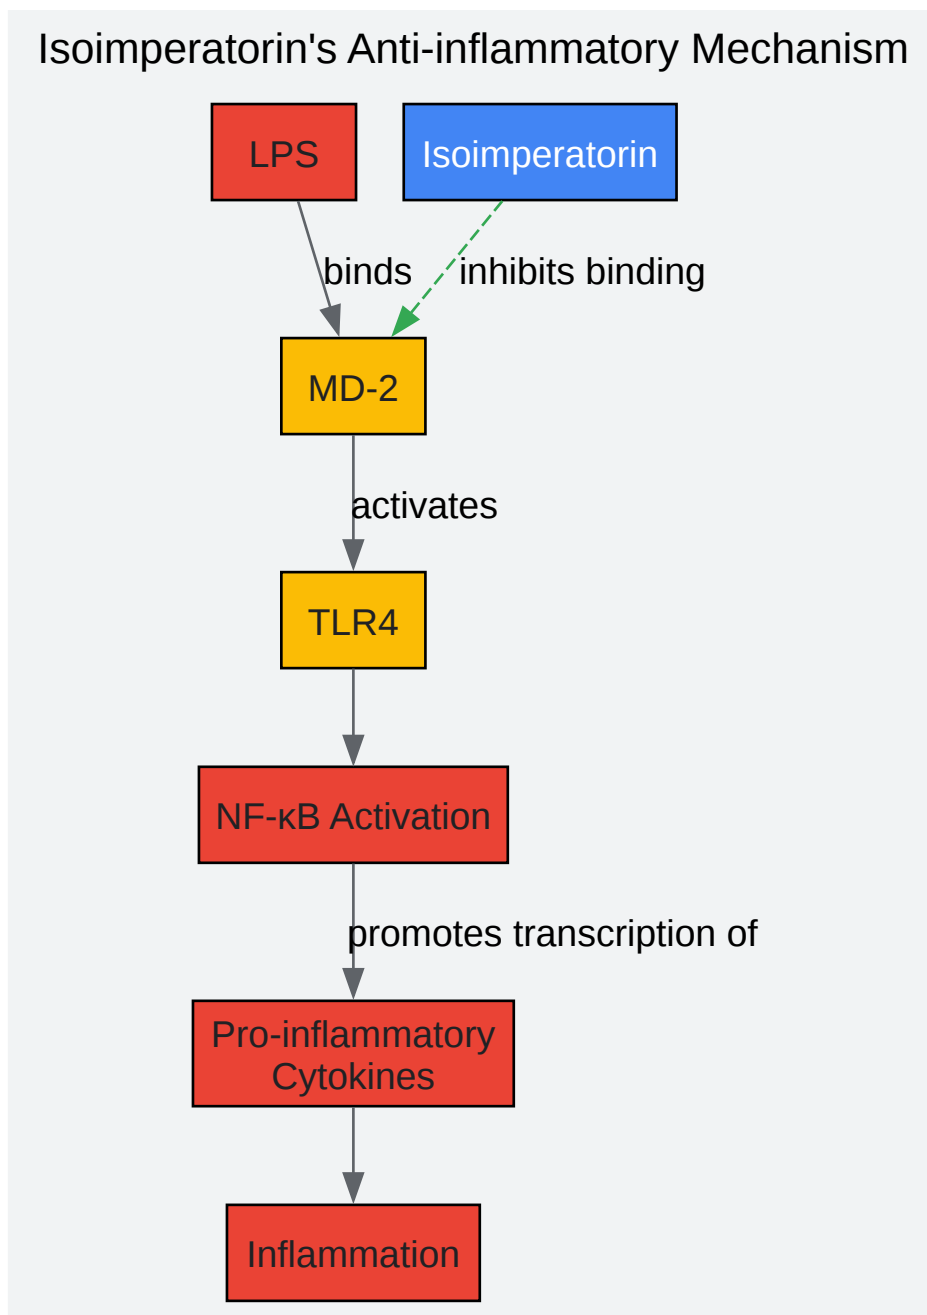 Isoimperatorin's Anti-inflammatory Mechanism
LPS
Isoimperatorin
binds
inhibits binding
MD-2
activates
TLR4
NF-κB Activation
promotes transcription of
Pro-inflammatory
Cytokines
Inflammation